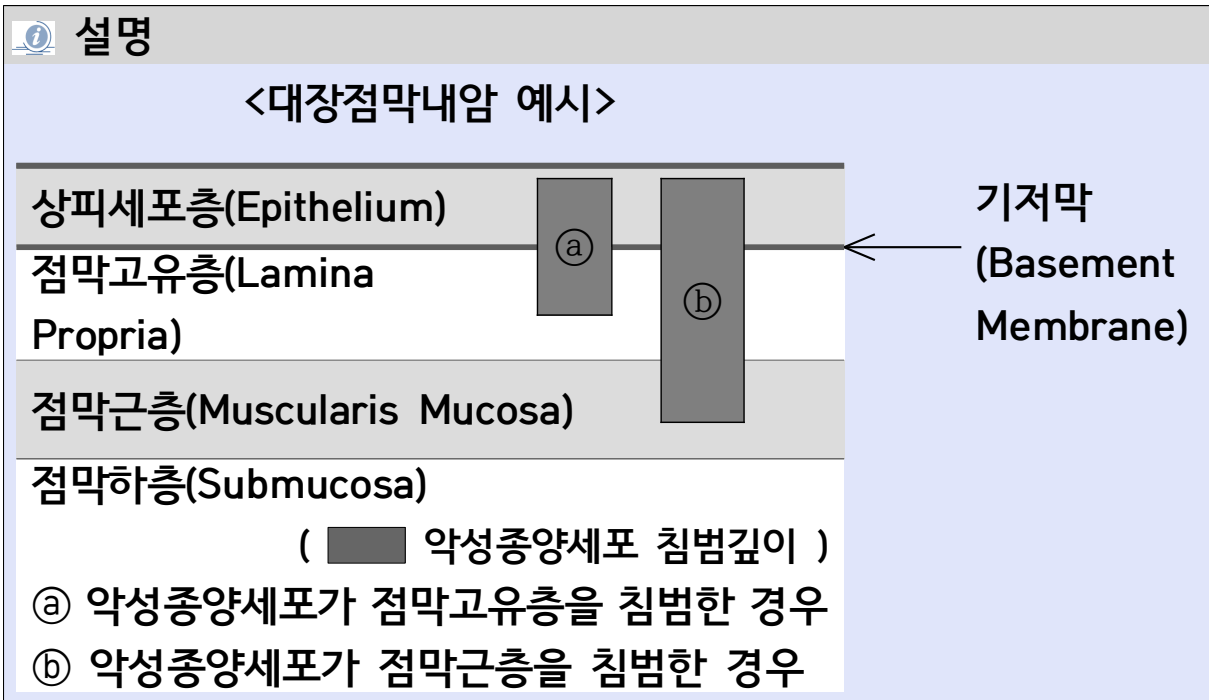 설명
<대장점막내암 예시>
상피세포층(Epithelium)
ⓐ
기저막
(Basement
Membrane)
점막고유층(Lamina
Propria)
ⓑ
점막근층(Muscularis Mucosa)
점막하층(Submucosa)
( 악성종양세포 침범깊이 )
ⓐ 악성종양세포가 점막고유층을 침범한 경우
ⓑ 악성종양세포가 점막근층을 침범한 경우